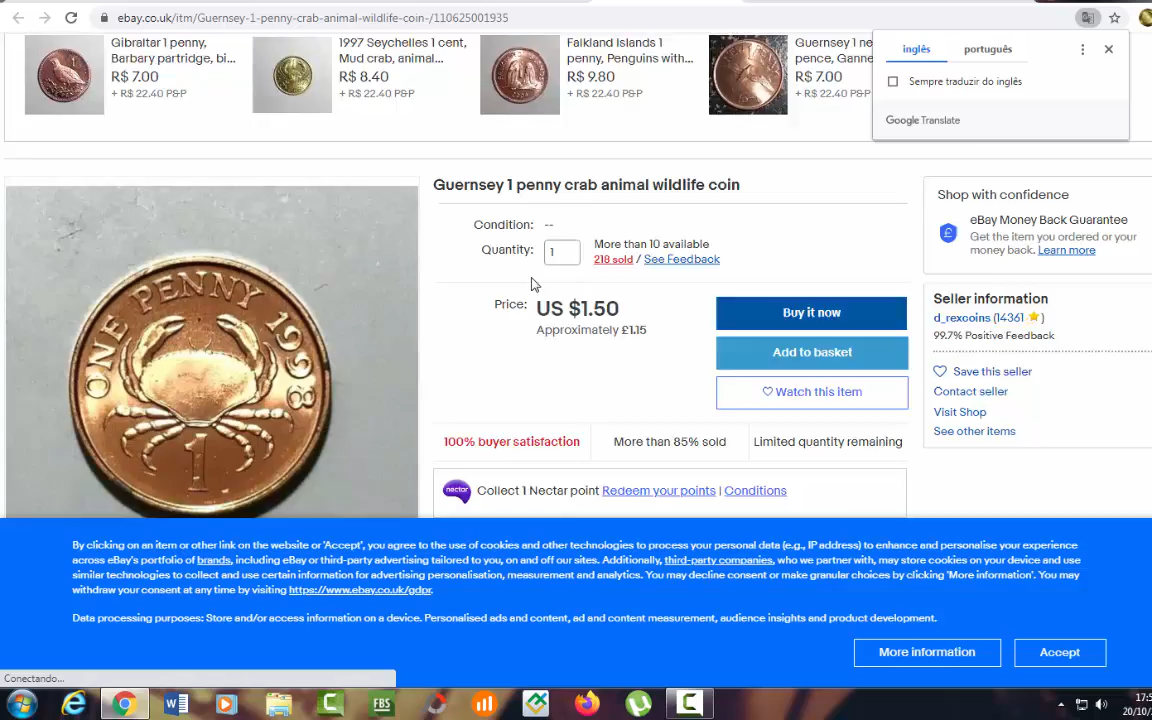 ebay.co.uk/itm/Guernsey-1-penny-crab-animal-wildlife-coin-/110625001935
Gibraltar 1 penny,
Barbary partridge, bi...
R$ 7.00
+ R$ 22.40 P&P
1997 Seychelles 1 cent,
Mud crab, animal...
R$ 8.40
+ R$ 22.40 P&P
Falkland Islands 1
penny, Penguins with...
R$ 9.80
+ R$ 22.40 P&P
Guernsey 1 ne
pence, Ganne
R$ 7.00
+ R$ 22.40 P&P
inglês
português
Sempre traduzir do inglês
Google Translate
Guernsey 1 penny crab animal wildlife coin
Condition: --
Quantity: 1
More than 10 available
218 sold / See Feedback
Price: US $1.50
Approximately £1.15
Buy it now
Add to basket
Watch this item
100% buyer satisfaction
More than 85% sold
Limited quantity remaining
nectar Collect 1 Nectar point Redeem your points | Conditions
Shop with confidence
eBay Money Back Guarantee
Get the item you ordered or your
money back. Learn more
Seller information
d_rexcoins (14361 )
99.7% Positive Feedback
Save this seller
Contact seller
Visit Shop
See other items
ONE PENNY 1998
1
By clicking on an item or other link on the website or 'Accept', you agree to the use of cookies and other technologies to process your personal data (e.g., IP address) to enhance and personalise your experience
across eBay's portfolio of brands, including eBay or third-party advertising tailored to you, on and off our sites. Additionally, third-party companies, who we partner with, may store cookies on your device and use
similar technologies to collect and use certain information for advertising personalisation, measurement and analytics. You may decline consent or make granular choices by clicking 'More information'. You may
withdraw your consent at any time by visiting https://www.ebay.co.uk/gdpr.
Data processing purposes: Store and/or access information on a device. Personalised ads and content, ad and content measurement, audience insights and product development.
More information
Accept
Conectando...
FBS
17:5
20/10/